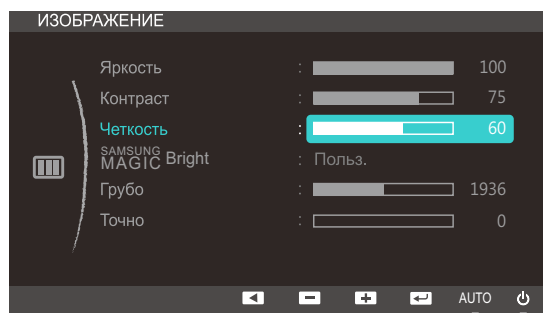 ИЗОБРАЖЕНИЕ
Яркость : 100
Контраст : 75
Четкость : 60
SAMSUNG MAGIC Bright : Польз.
Грубо : 1936
Точно : 0
AUTO